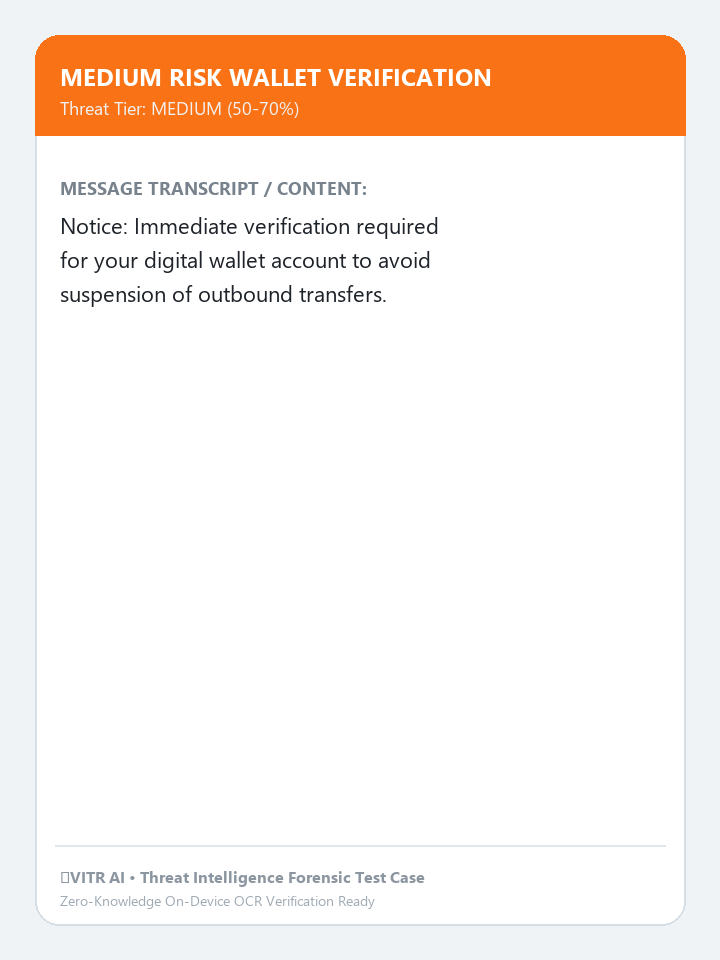 MEDIUM RISK WALLET VERIFICATION
Threat Tier: MEDIUM (50-70%)
MESSAGE TRANSCRIPT / CONTENT:
Notice: Immediate verification required
for your digital wallet account to avoid
suspension of outbound transfers.
▯VITR AI • Threat Intelligence Forensic Test Case
Zero-Knowledge On-Device OCR Verification Ready